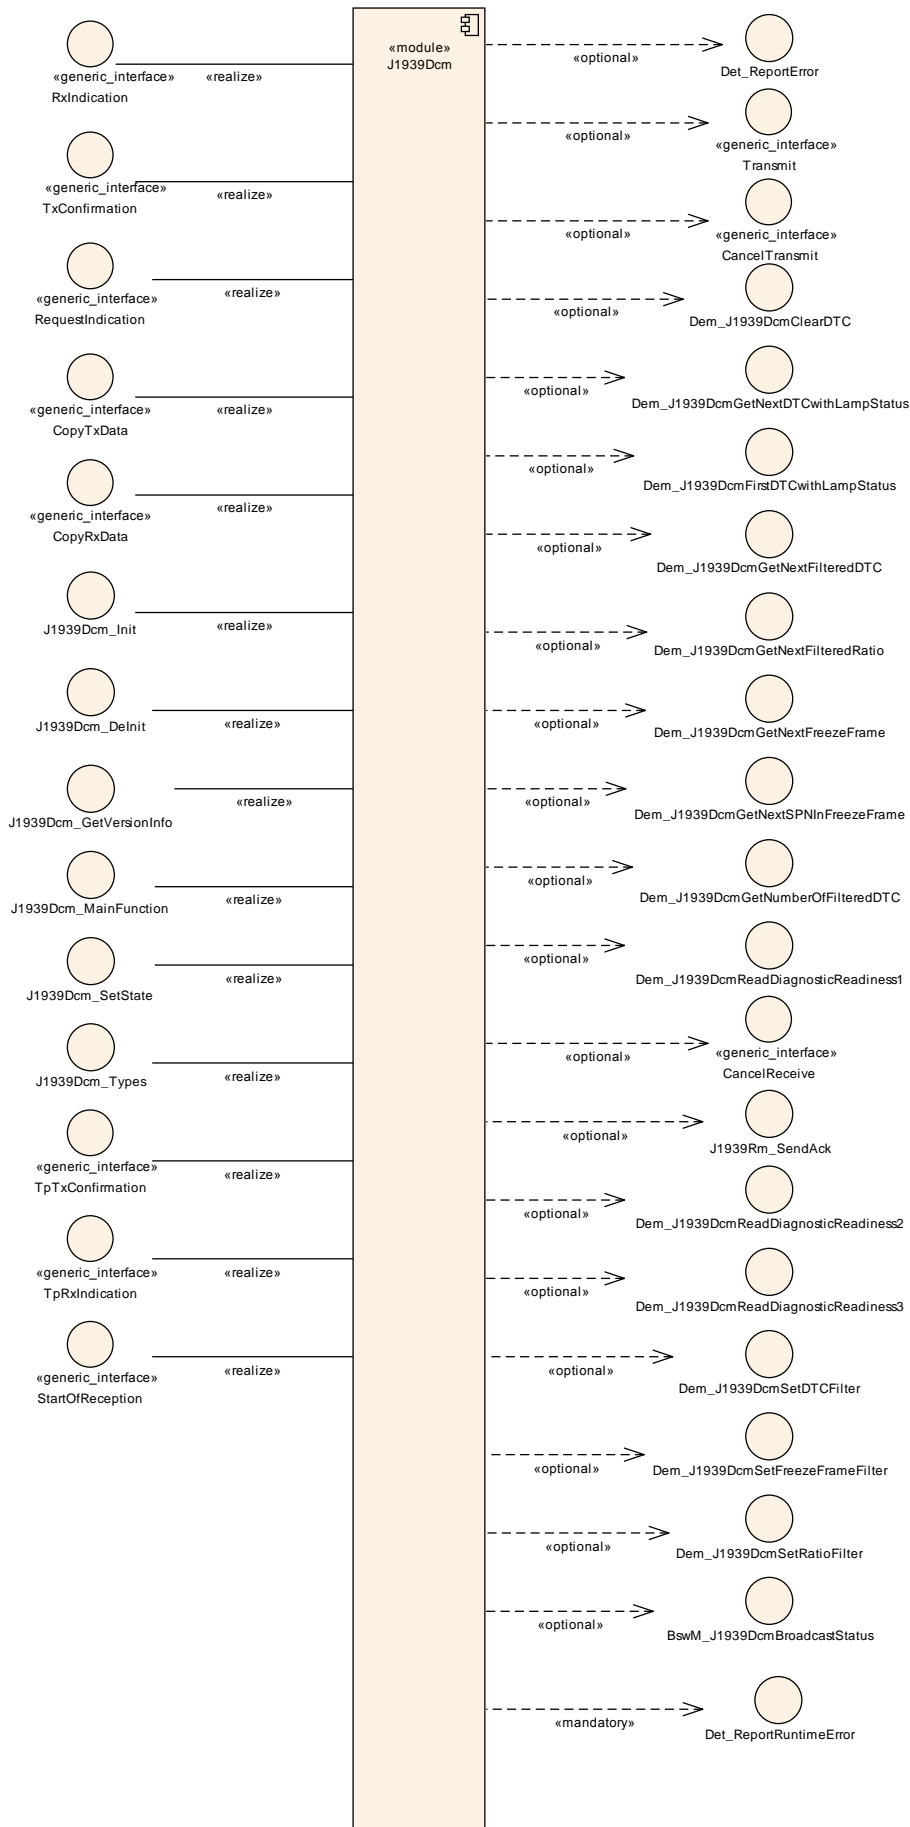 «module»
J1939Dcm
«generic_interface»
RxIndication
«realize»
«generic_interface»
TxConfirmation
«realize»
«generic_interface»
RequestIndication
«realize»
«generic_interface»
CopyTxData
«realize»
«generic_interface»
CopyRxData
«realize»
J1939Dcm_Init
«realize»
J1939Dcm_DeInit
«realize»
J1939Dcm_GetVersionInfo
«realize»
J1939Dcm_MainFunction
«realize»
J1939Dcm_SetState
«realize»
J1939Dcm_Types
«realize»
«generic_interface»
TpTxConfirmation
«realize»
«generic_interface»
TpRxIndication
«realize»
«generic_interface»
StartOfReception
«realize»
«optional»
Det_ReportError
«optional»
«generic_interface»
Transmit
«optional»
«generic_interface»
CancelTransmit
«optional»
Dem_J1939DcmClearDTC
«optional»
Dem_J1939DcmGetNextDTCwithLampStatus
«optional»
Dem_J1939DcmFirstDTCwithLampStatus
«optional»
Dem_J1939DcmGetNextFilteredDTC
«optional»
Dem_J1939DcmGetNextFilteredRatio
«optional»
Dem_J1939DcmGetNextFreezeFrame
«optional»
Dem_J1939DcmGetNextSPNInFreezeFrame
«optional»
Dem_J1939DcmGetNumberOfFilteredDTC
«optional»
Dem_J1939DcmReadDiagnosticReadiness1
«optional»
«generic_interface»
CancelReceive
«optional»
J1939Rm_SendAck
«optional»
Dem_J1939DcmReadDiagnosticReadiness2
«optional»
Dem_J1939DcmReadDiagnosticReadiness3
«optional»
Dem_J1939DcmSetDTCFilter
«optional»
Dem_J1939DcmSetFreezeFrameFilter
«optional»
Dem_J1939DcmSetRatioFilter
«optional»
BswM_J1939DcmBroadcastStatus
«mandatory»
Det_ReportRuntimeError